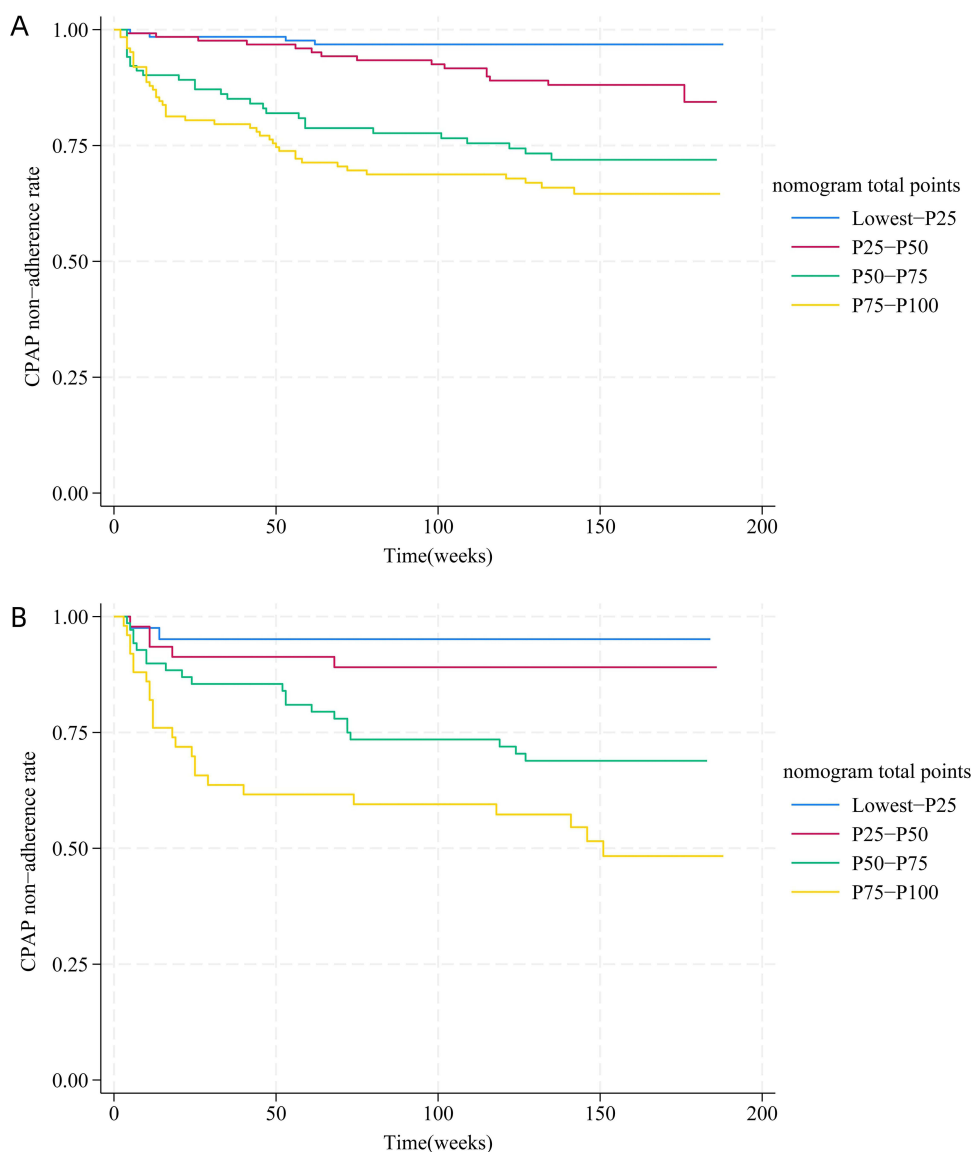 A
1.00
0.75
0.50
0.25
0.00
CPAP non−adherence rate
0
50
100
150
200
Time(weeks)
nomogram total points
Lowest−P25
P25−P50
P50−P75
P75−P100
B
1.00
0.75
0.50
0.25
0.00
CPAP non−adherence rate
0
50
100
150
200
Time(weeks)
nomogram total points
Lowest−P25
P25−P50
P50−P75
P75−P100